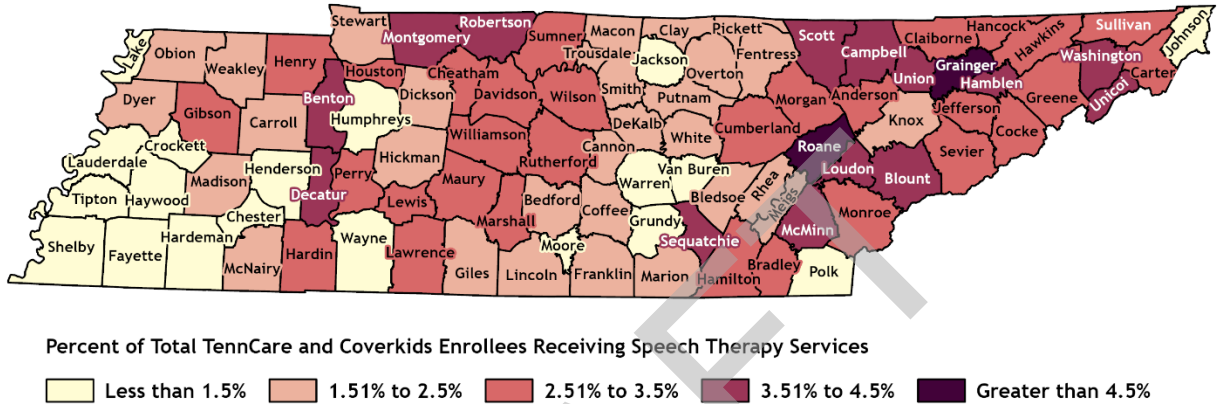 Stewart
Montgomery
Robertson
Sumner
Macon
Clay
Pickett
Scott
Campbell
Claiborne
Hancock
Hawkins
Sullivan
Johnson
Lake
Obion
Weakley
Henry
Houston
Cheatham
Trousdale
Jackson
Overton
Fentress
Union
Grainger
Hamblen
Washington
Carter
Unicoi
Dyer
Gibson
Carroll
Benton
Humphreys
Dickson
Davidson
Wilson
Smith
Putnam
Morgan
Anderson
Knox
Jefferson
Greene
Cocke
Sevier
Crockett
Lauderdale
Tipton
Haywood
Madison
Henderson
Decatur
Perry
Hickman
Williamson
Rutherford
Cannon
DeKalb
White
Cumberland
Roane
Loudon
Blount
Chester
Lewis
Maury
Marshall
Bedford
Coffee
Warren
Van Buren
Bledsoe
Rhea
Meigs
McMinn
Monroe
Shelby
Fayette
Hardeman
McNairy
Hardin
Wayne
Lawrence
Giles
Lincoln
Moore
Franklin
Grundy
Marion
Sequatchie
Hamilton
Bradley
Polk
Percent of Total TennCare and Coverkids Enrollees Receiving Speech Therapy Services
Less than 1.5% 1.51% to 2.5% 2.51% to 3.5% 3.51% to 4.5% Greater than 4.5%